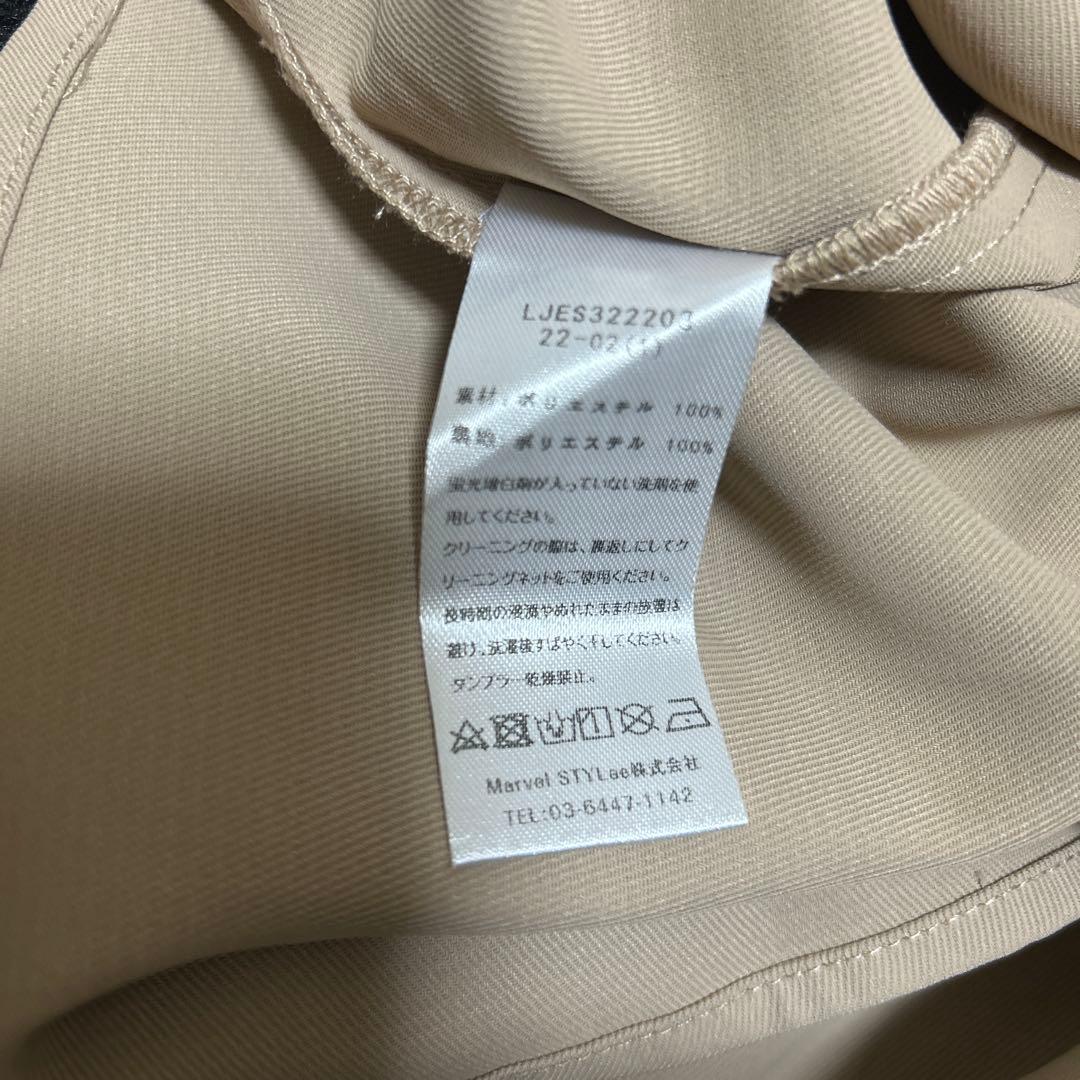 LJES322203
22-02(1)
素材:ポリエステル 100%
裏地:ポリエステル 100%
蛍光増白剤が入っていない洗剤を使
用してください。
クリーニングの際は、裏返しにしてク
リーニングネットをご使用ください。
長時間の浸漬やぬれたままの放置は
避け、洗濯後すばやく干してください。
タンブラー乾燥禁止。
Marvel STYLee株式会社
TEL:03-6447-1142